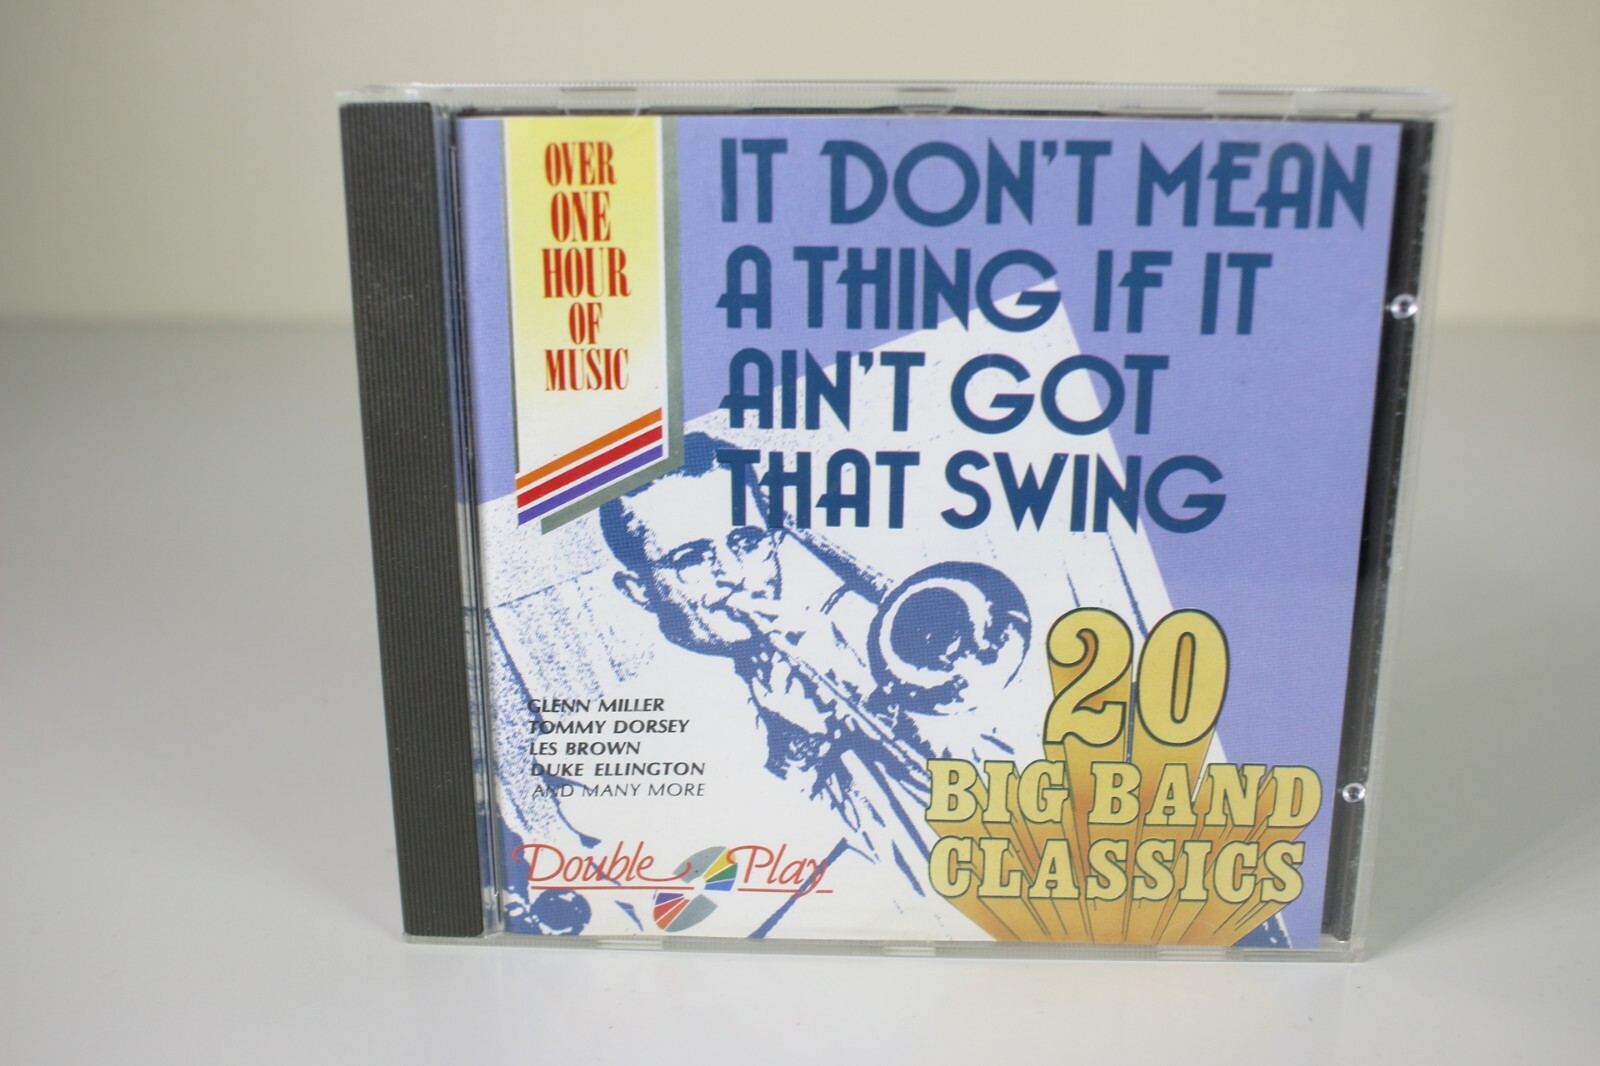 OVER
ONE
HOUR
OF
MUSIC
IT DON'T MEAN
A THING IF IT
AIN'T GOT
THAT SWING
GLENN MILLER
TOMMY DORSEY
LES BROWN
DUKE ELLINGTON
AND MANY MORE
Double Play
20
BIG BAND
CLASSICS